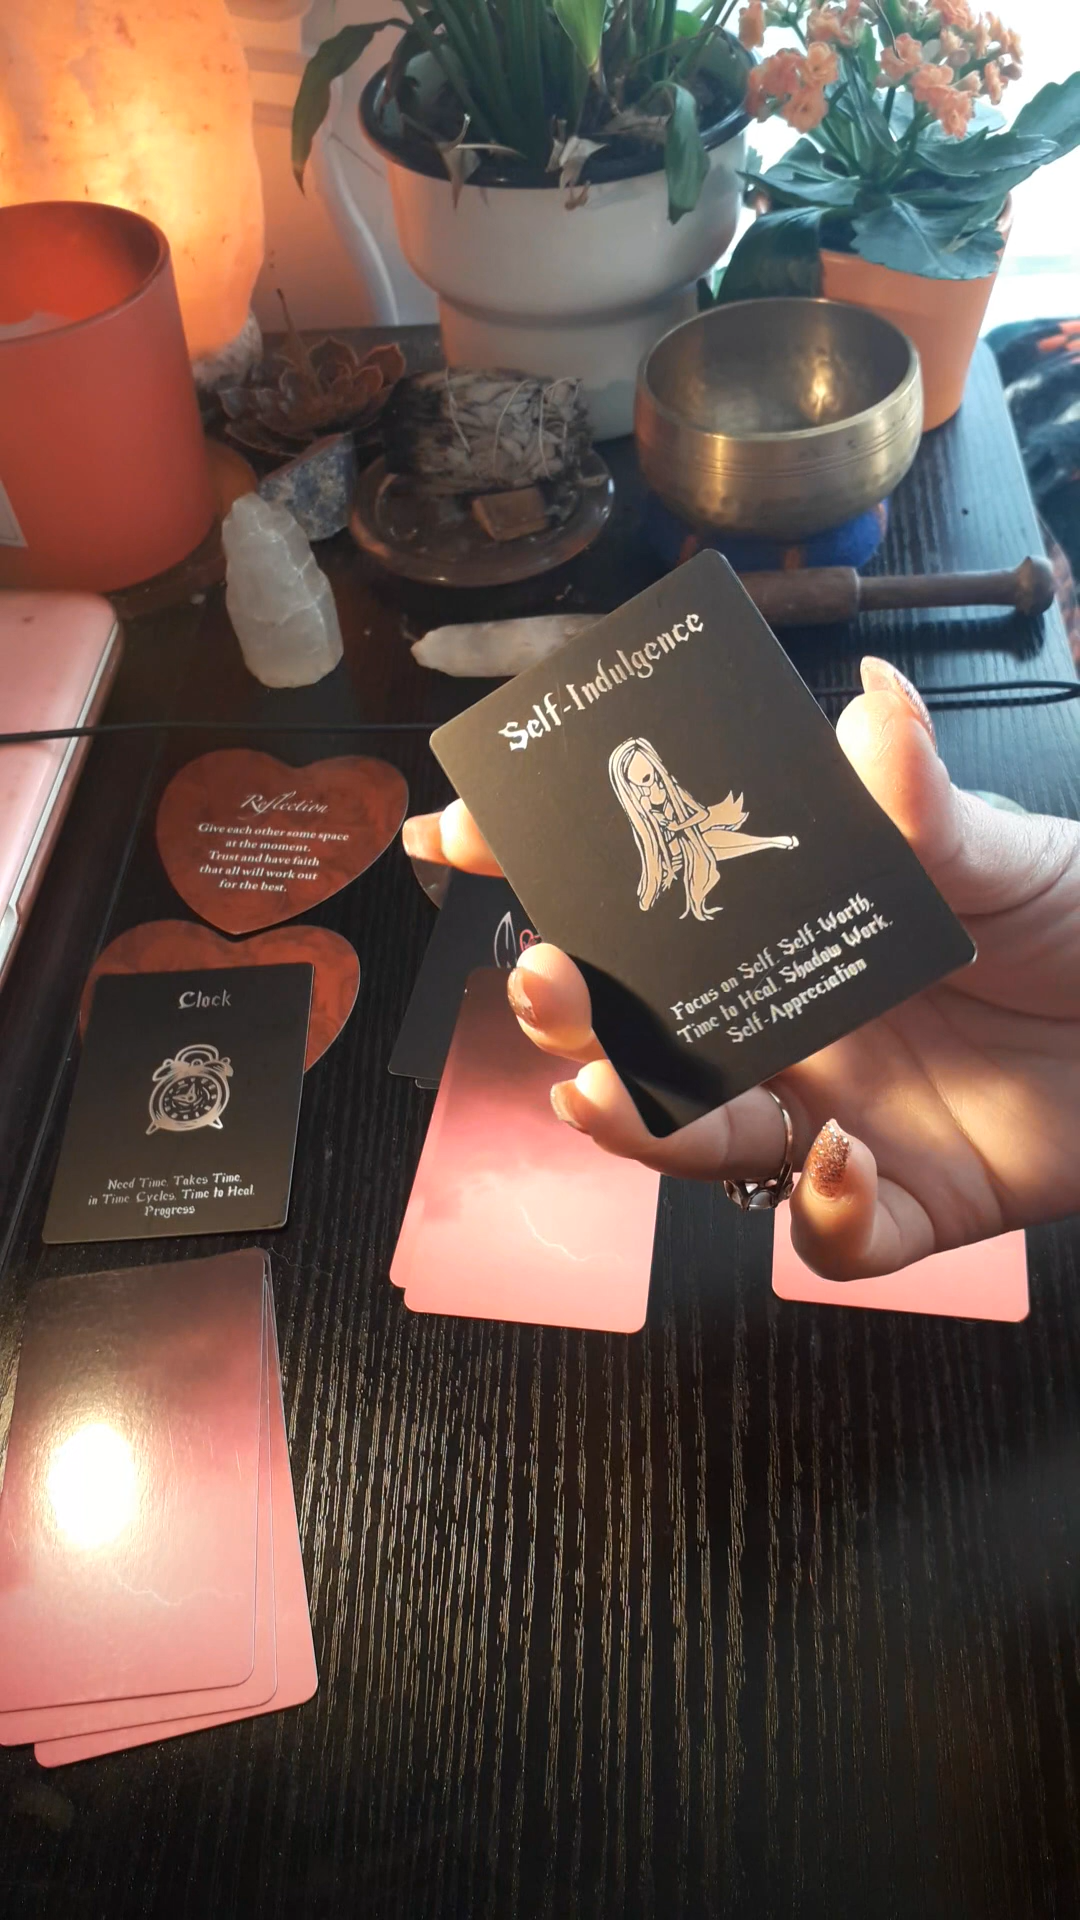 Self-Indulgence
Focus on Self. Self-Worth.
Time to Heal. Shadow Work.
Self-Appreciation
Reflection
Give each other some space
at the moment.
Trust and have faith
that all will work out
for the best.
Clock
Need Time. Takes Time.
in Time. Cycles. Time to Heal.
Progress